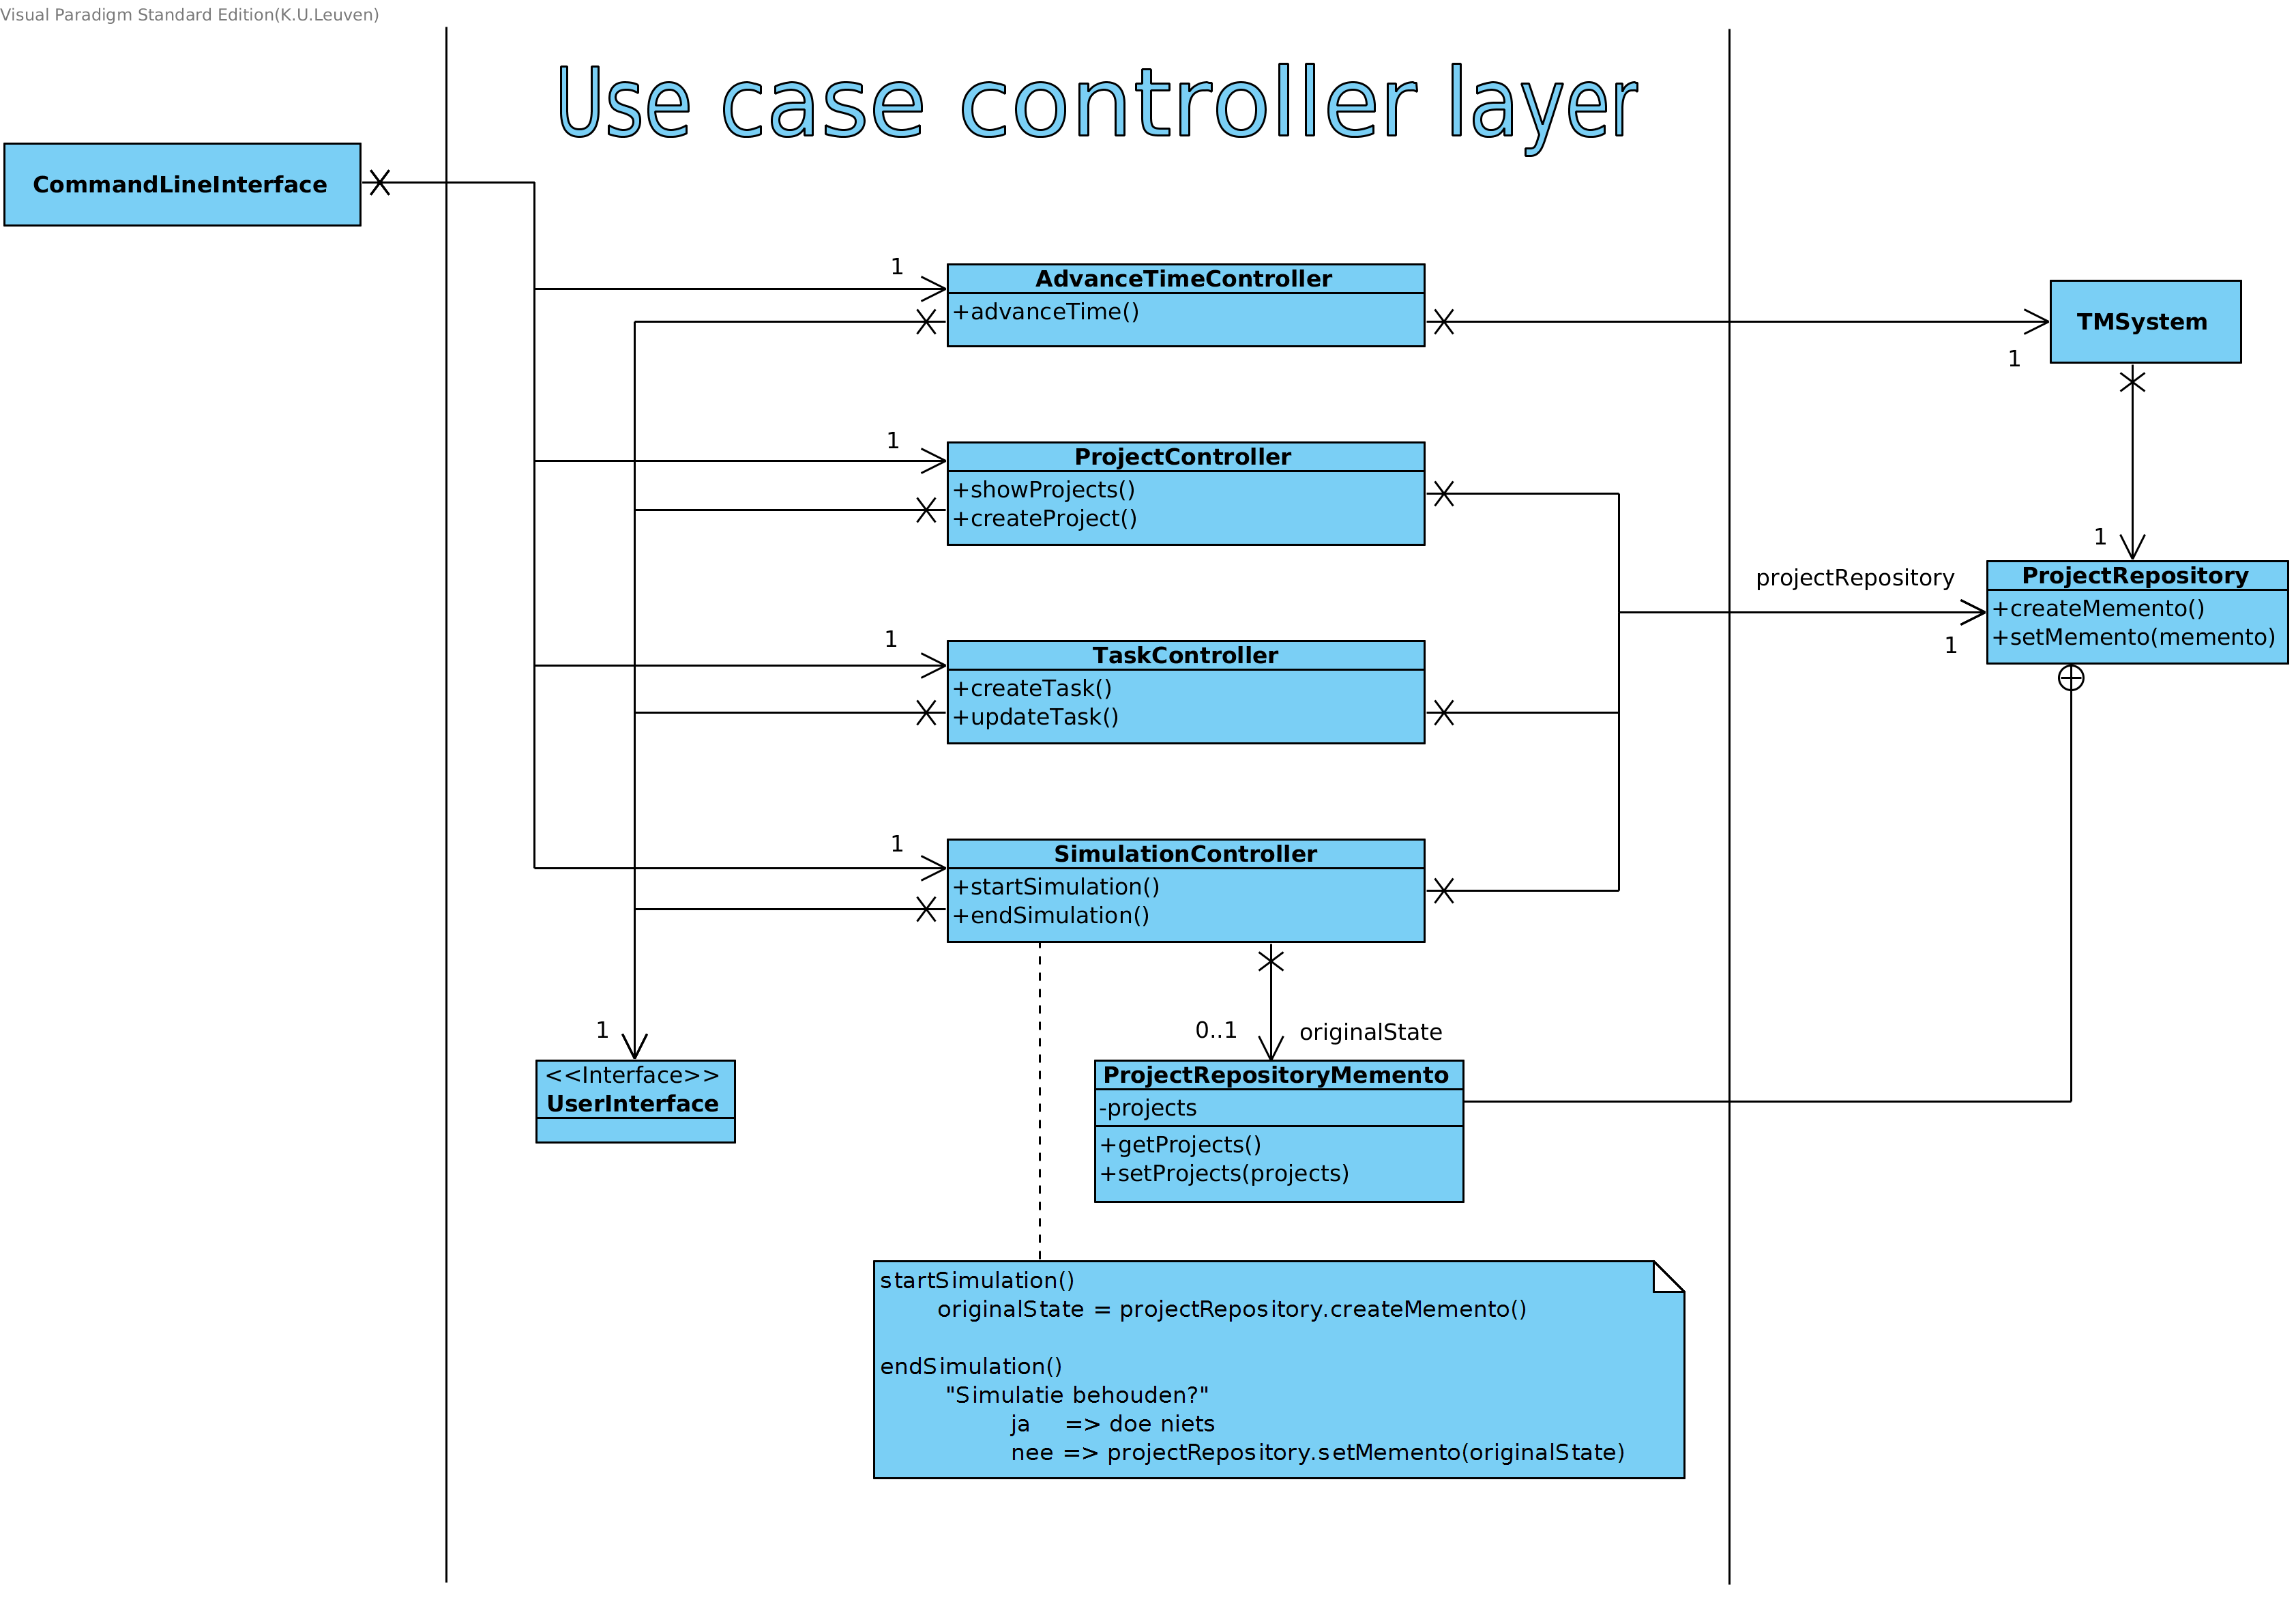 Visual Paradigm Standard Edition(K.U.Leuven)
Use case controller layer
CommandLineInterface
1
AdvanceTimeController
+advanceTime()
TMSystem
1
1
ProjectController
+showProjects()
+createProject()
1
projectRepository
1
ProjectRepository
+createMemento()
+setMemento(memento)
1
TaskController
+createTask()
+updateTask()
1
SimulationController
+startSimulation()
+endSimulation()
1
<<Interface>>
UserInterface
0..1
originalState
ProjectRepositoryMemento
-projects
+getProjects()
+setProjects(projects)
startSimulation()
originalState = projectRepository.createMemento()
endSimulation()
"Simulatie behouden?"
ja => doe niets
nee => projectRepository.setMemento(originalState)